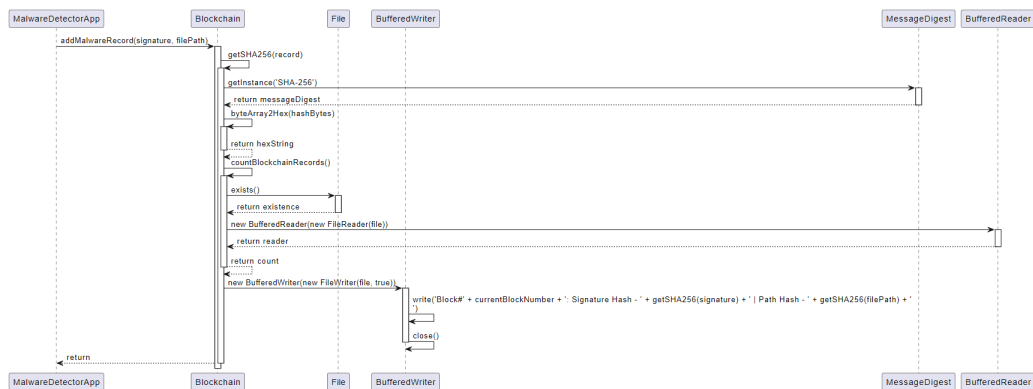 MalwareDetectorApp Blockchain File BufferedWriter MessageDigest BufferedReader
addMalwareRecord(signature, filePath)
getSHA256(record)
getInstance('SHA-256')
return messageDigest
byteArray2Hex(hashBytes)
return hexString
countBlockchainRecords()
exists()
return existence
new BufferedReader(new FileReader(file))
return reader
return count
new BufferedWriter(new FileWriter(file, true))
write('Block#' + currentBlockNumber + ': Signature Hash - ' + getSHA256(signature) + ' | Path Hash - ' + getSHA256(filePath) + '
')
close()
return
MalwareDetectorApp Blockchain File BufferedWriter MessageDigest BufferedReader